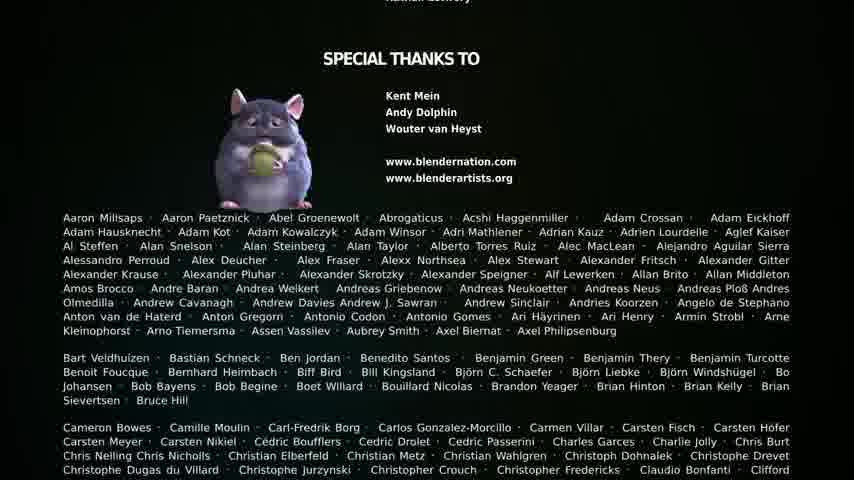 SPECIAL THANKS TO
Kent Mein
Andy Dolphin
Wouter van Heyst
www.blendernation.com
www.blenderartists.org
Aaron Millsaps · Aaron Paetznick · Abel Groenewolt · Abrogaticus · Acshi Haggenmiller · Adam Crossan · Adam Eickhoff
Adam Hausknecht · Adam Kot · Adam Kowalczyk · Adam Winsor · Adri Mathlener · Adrian Kauz · Adrien Lourdelle · Aglef Kaiser
Al Steffen · Alan Snelson · Alan Steinberg · Alan Taylor · Alberto Torres Ruiz · Alec MacLean · Alejandro Aguilar Sierra
Alessandro Perroud · Alex Deucher · Alex Fraser · Alexx Northsea · Alex Stewart · Alexander Fritsch · Alexander Gitter
Alexander Krause · Alexander Pluhar · Alexander Skrotzky · Alexander Speigner · Alf Lewerken · Allan Brito · Allan Middleton
Amos Brocco · Andre Baran · Andrea Weikert · Andreas Griebenow · Andreas Neukoetter · Andreas Neus · Andreas Ploß Andres
Olmedilla · Andrew Cavanagh · Andrew Davies Andrew J. Sawran · Andrew Sinclair · Andries Koorzen · Angelo de Stephano
Anton van de Haterd · Anton Gregorn · Antonio Codon · Antonio Gomes · Ari Häyrinen · Ari Henry · Armin Strobl · Arne
Kleinophorst · Arno Tiemersma · Assen Vassilev · Aubrey Smith · Axel Biernat · Axel Philipsenburg
Bart Veldhuizen · Bastian Schneck · Ben Jordan · Benedito Santos · Benjamin Green · Benjamin Thery · Benjamin Turcotte
Benoit Foucque · Bernhard Heimbach · Biff Bird · Bill Kingsland · Björn C. Schaefer · Björn Liebke · Björn Windshügel · Bo
Johansen · Bob Bayens · Bob Begine · Boet Willard · Bouillard Nicolas · Brandon Yeager · Brian Hinton · Brian Kelly · Brian
Sievertsen · Bruce Hill
Cameron Bowes · Camille Moulin · Carl-Fredrik Borg · Carlos Gonzalez-Morcillo · Carmen Villar · Carsten Fisch · Carsten Höfer
Carsten Meyer · Carsten Nikiel · Cédric Boufflers · Cedric Drolet · Cedric Passerini · Charles Garces · Charlie Jolly · Chris Burt
Chris Nelling Chris Nicholls · Christian Elberfeld · Christian Metz · Christian Wahlgren · Christoph Dohnalek · Christophe Drevet
Christophe Dugas du Villard · Christophe Jurzynski · Christopher Crouch · Christopher Fredericks · Claudio Bonfanti · Clifford